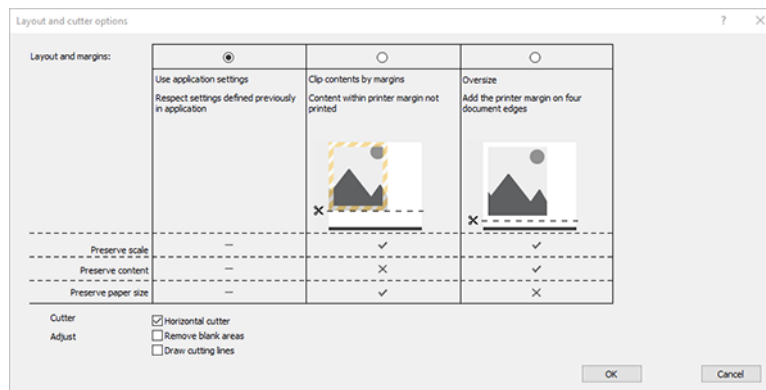 Layout and cutter options
?
Layout and margins:
Use application settings
Clip contents by margins
Oversize
Respect settings defined previously
in application
Content within printer margin not
printed
Add the printer margin on four
document edges
Preserve scale
Preserve content
Preserve paper size
Cutter
Horizontal cutter
Adjust
Remove blank areas
Draw cutting lines
OK
Cancel